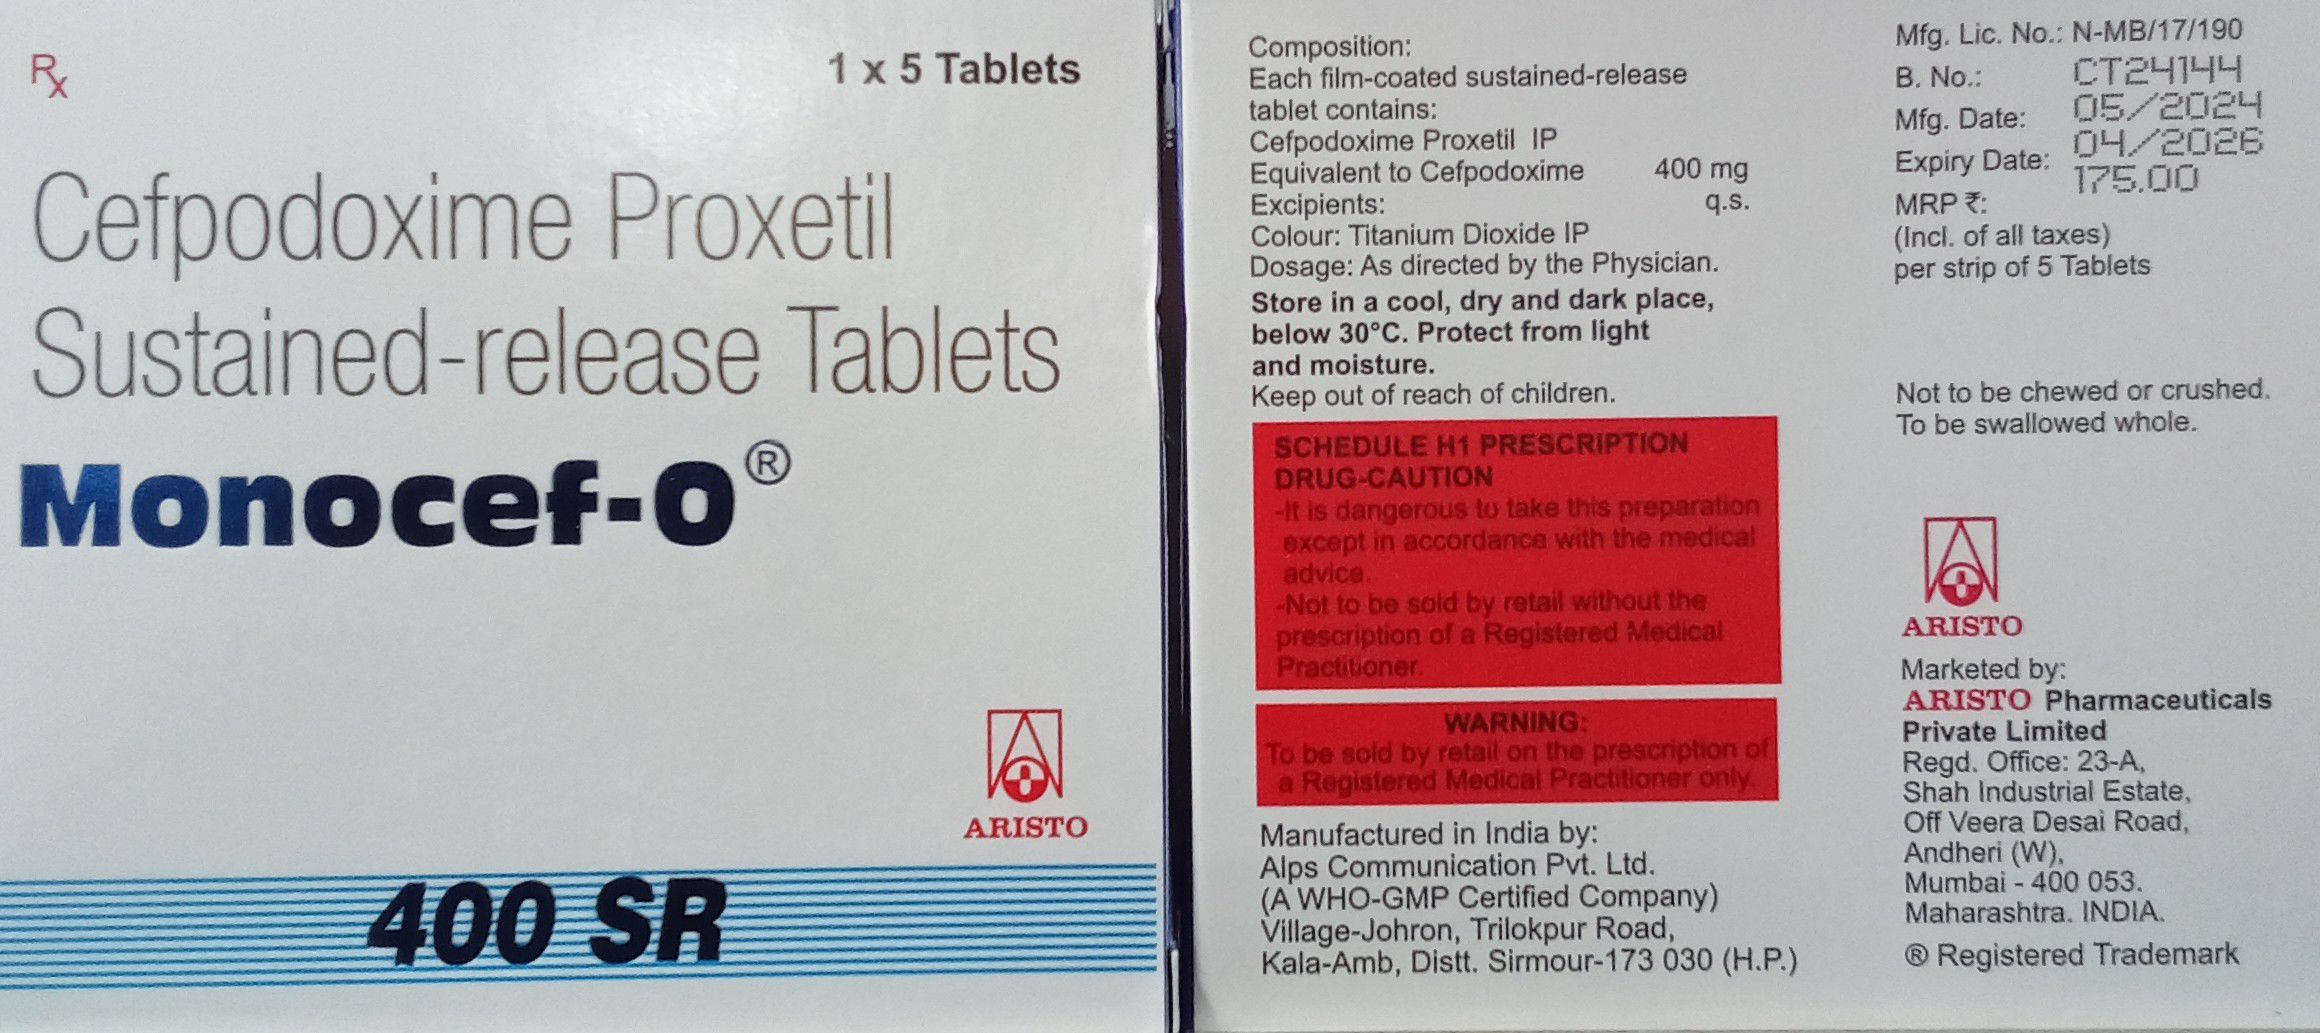 Rx
1 x 5 Tablets
Cefpodoxime Proxetil
Sustained-release Tablets
Monocef-O®
ARISTO
400 SR
Composition:
Each film-coated sustained-release
tablet contains:
Cefpodoxime Proxetil IP
Equivalent to Cefpodoxime 400 mg
Excipients: q.s.
Colour: Titanium Dioxide IP
Dosage: As directed by the Physician.
Store in a cool, dry and dark place,
below 30°C. Protect from light
and moisture.
Keep out of reach of children.
SCHEDULE H1 PRESCRIPTION
DRUG-CAUTION
-It is dangerous to take this preparation
except in accordance with the medical
advice.
-Not to be sold by retail without the
prescription of a Registered Medical
Practitioner.
WARNING:
To be sold by retail on the prescription of
a Registered Medical Practitioner only.
Manufactured in India by:
Alps Communication Pvt. Ltd.
(A WHO-GMP Certified Company)
Village-Johron, Trilokpur Road,
Kala-Amb, Distt. Sirmour-173 030 (H.P.)
Mfg. Lic. No.: N-MB/17/190
B. No.: CT24144
Mfg. Date: 05/2024
Expiry Date: 04/2026
MRP ₹: 175.00
(Incl. of all taxes)
per strip of 5 Tablets
Not to be chewed or crushed.
To be swallowed whole.
ARISTO
Marketed by:
ARISTO Pharmaceuticals
Private Limited
Regd. Office: 23-A,
Shah Industrial Estate,
Off Veera Desai Road,
Andheri (W),
Mumbai - 400 053.
Maharashtra. INDIA.
® Registered Trademark